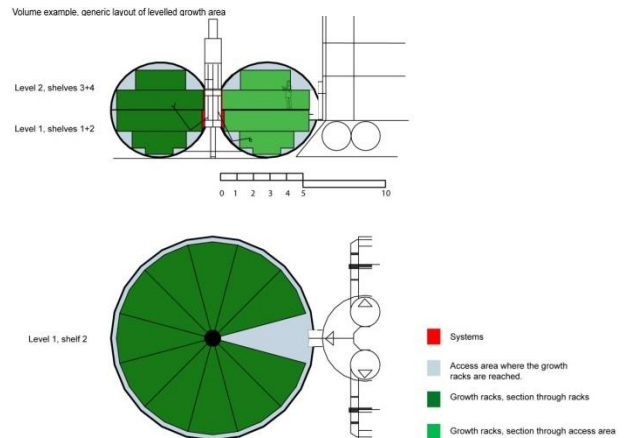 Volume example, generic layout of levelled growth area
Level 2, shelves 3+4
Level 1, shelves 1+2
0 1 2 3 4 5 10
Level 1, shelf 2
Systems
Access area where the growth
racks are reached.
Growth racks, section through racks
Growth racks, section through access area